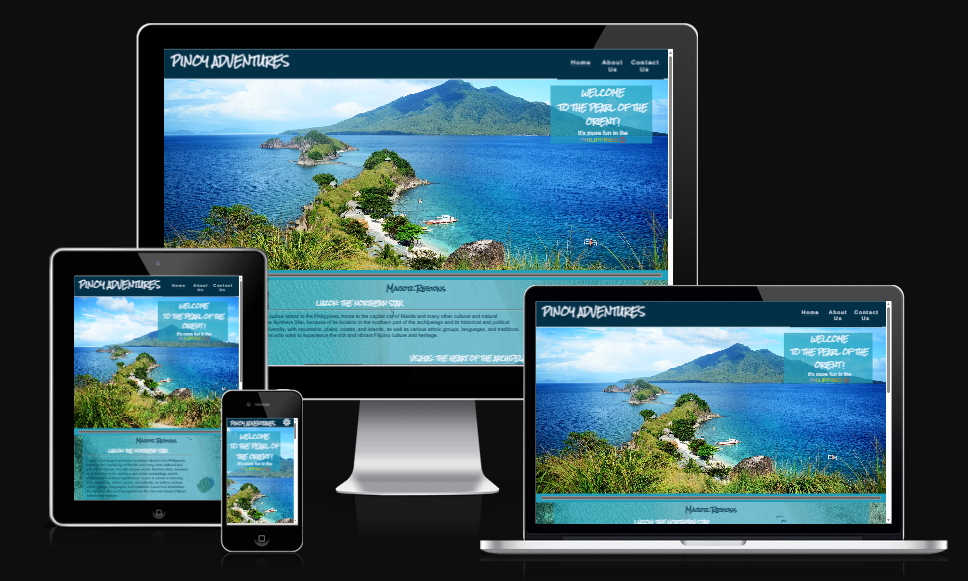 PINOY ADVENTURES
Home
About Us
Contact Us
WELCOME
TO THE PEARL OF THE
ORIENT!
It's more fun in the
PHILIPPINES
Major Regions
LUZON: THE NORTHERN STAR
populous island in the Philippines, home to the capital city of Manila and many other cultural and natural
Northern Star, because of its location in the northern part of the archipelago and its historical and political
diversity, with mountains, plains, coasts, and islands, as well as various ethnic groups, languages, and traditions.
who want to experience the rich and vibrant Filipino culture and heritage.
VISAYAS: THE HEART OF THE ARCHIPELA
PINOY ADVENTURES
Home
About Us
Contact Us
WELCOME
TO THE PEARL OF THE
ORIENT!
It's more fun in the
PHILIPPINES
Major Regions
LUZON: THE NORTHERN STAR
PINOY ADVENTURES
WELCOME
TO THE PEARL OF
THE ORIENT!
It's more fun in the
PHILIPPINES
PINOY ADVENTURES
Home
About Us
Contact Us
WELCOME
TO THE PEARL OF THE
ORIENT!
It's more fun in the
PHILIPPINES
Major Regions
LUZON: THE NORTHERN STAR